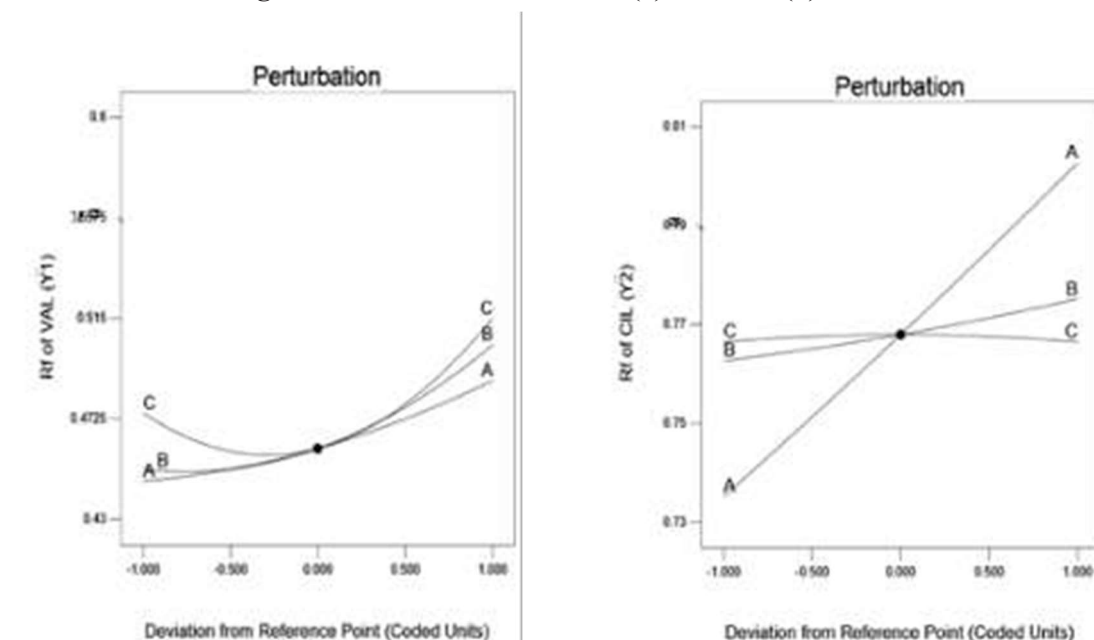 Perturbation
0.6
0.515
0.4725
0.43
Rf of VAL (Y1)
C
B
A
C
B
A
-1.000 -0.500 0.000 0.500 1.000
Deviation from Reference Point (Coded Units)
Perturbation
0.81
0.77
0.75
0.73
Rf of CIL (Y2)
A
B
C
C
B
A
-1.000 -0.500 0.000 0.500 1.000
Deviation from Reference Point (Coded Units)